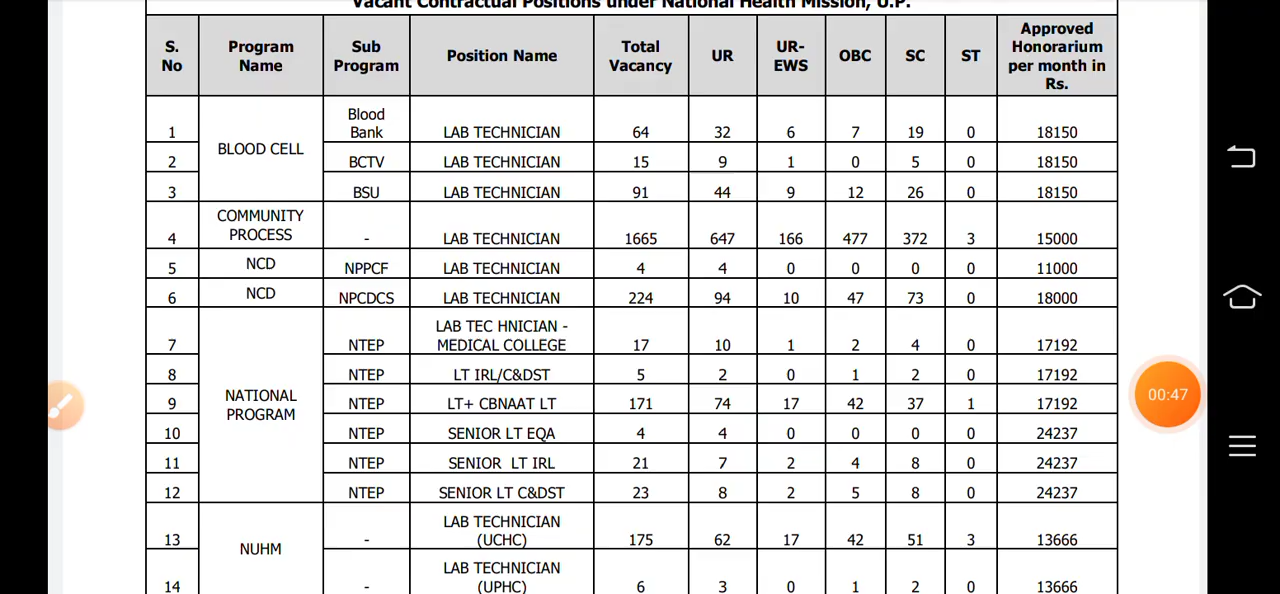 Vacant Contractual Positions under National Health Mission, U.P.
S. No | Program Name | Sub Program | Position Name | Total Vacancy | UR | UR-EWS | OBC | SC | ST | Approved Honorarium per month in Rs.
1 | BLOOD CELL | Blood Bank | LAB TECHNICIAN | 64 | 32 | 6 | 7 | 19 | 0 | 18150
2 | BCTV | LAB TECHNICIAN | 15 | 9 | 1 | 0 | 5 | 0 | 18150
3 | BSU | LAB TECHNICIAN | 91 | 44 | 9 | 12 | 26 | 0 | 18150
4 | COMMUNITY PROCESS | - | LAB TECHNICIAN | 1665 | 647 | 166 | 477 | 372 | 3 | 15000
5 | NCD | NPPCF | LAB TECHNICIAN | 4 | 4 | 0 | 0 | 0 | 0 | 11000
6 | NCD | NPCDCS | LAB TECHNICIAN | 224 | 94 | 10 | 47 | 73 | 0 | 18000
7 | NATIONAL PROGRAM | NTEP | LAB TEC HNICIAN - MEDICAL COLLEGE | 17 | 10 | 1 | 2 | 4 | 0 | 17192
8 | NTEP | LT IRL/C&DST | 5 | 2 | 0 | 1 | 2 | 0 | 17192
9 | NTEP | LT+ CBNAAT LT | 171 | 74 | 17 | 42 | 37 | 1 | 17192
10 | NTEP | SENIOR LT EQA | 4 | 4 | 0 | 0 | 0 | 0 | 24237
11 | NTEP | SENIOR LT IRL | 21 | 7 | 2 | 4 | 8 | 0 | 24237
12 | NTEP | SENIOR LT C&DST | 23 | 8 | 2 | 5 | 8 | 0 | 24237
13 | NUHM | - | LAB TECHNICIAN (UCHC) | 175 | 62 | 17 | 42 | 51 | 3 | 13666
14 | - | LAB TECHNICIAN (UPHC) | 6 | 3 | 0 | 1 | 2 | 0 | 13666
00:47